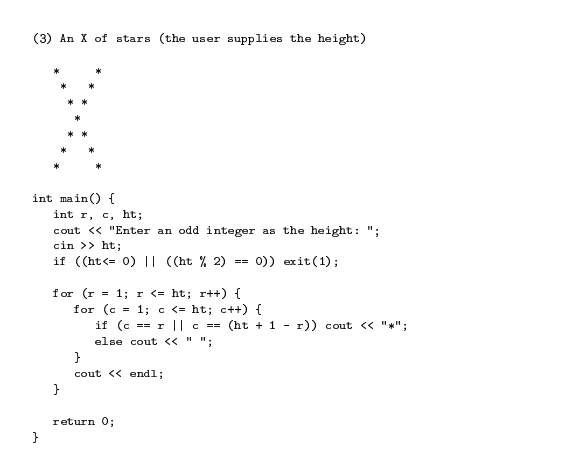 (3) An X of stars (the user supplies the height)

   *     *
    *   *
     * *
      *
     * *
    *   *
   *     *

int main() {
   int r, c, ht;
   cout << "Enter an odd integer as the height: ";
   cin >> ht;
   if ((ht<= 0) || ((ht % 2) == 0)) exit(1);

   for (r = 1; r <= ht; r++) {
      for (c = 1; c <= ht; c++) {
         if (c == r || c == (ht + 1 - r)) cout << "*";
         else cout << " ";
      }
      cout << endl;
   }

   return 0;
}